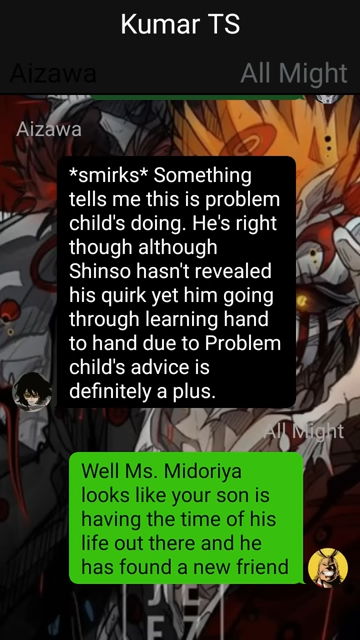 Kumar TS
Aizawa
All Might
Aizawa
*smirks* Something
tells me this is problem
child's doing. He's right
though although
Shinso hasn't revealed
his quirk yet him going
through learning hand
to hand due to Problem
child's advice is
definitely a plus.
All Might
Well Ms. Midoriya
looks like your son is
having the time of his
life out there and he
has found a new friend